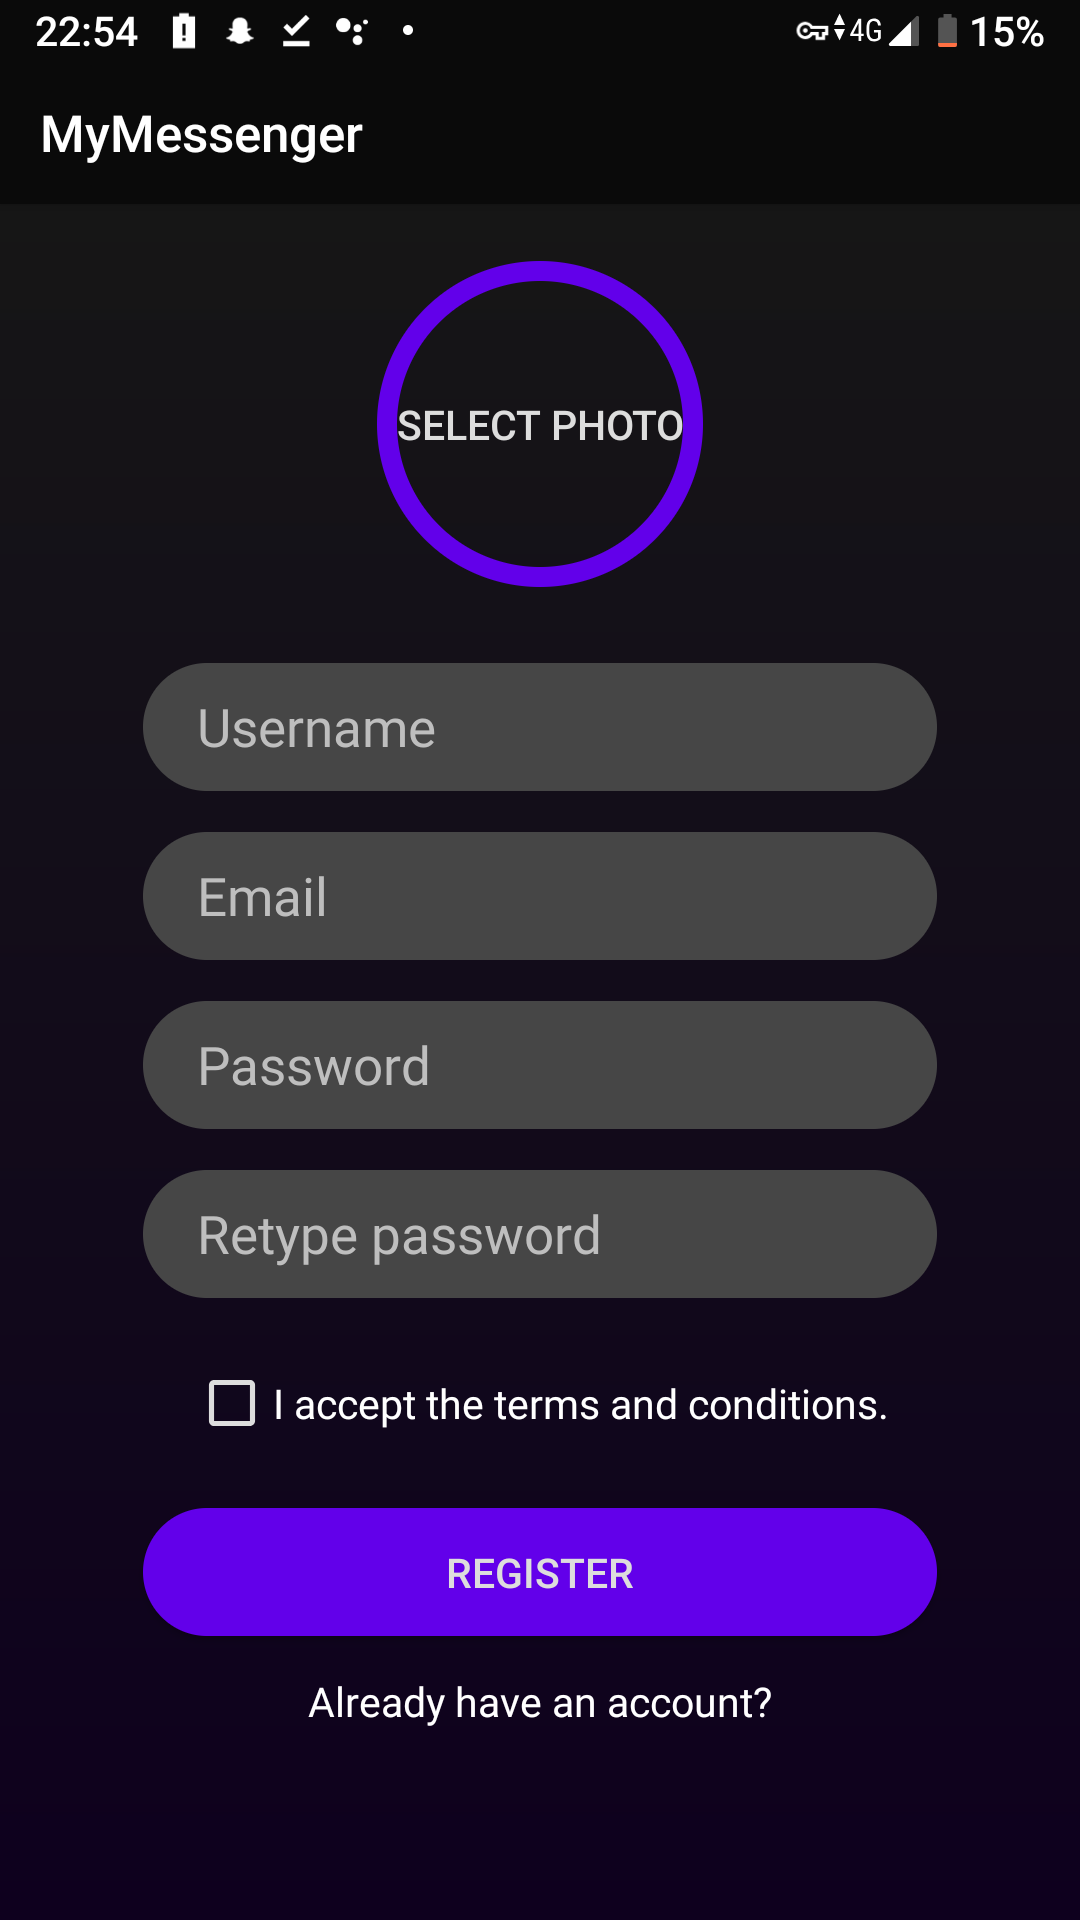 22:54 4G 15%
MyMessenger
SELECT PHOTO
Username
Email
Password
Retype password
I accept the terms and conditions.
REGISTER
Already have an account?